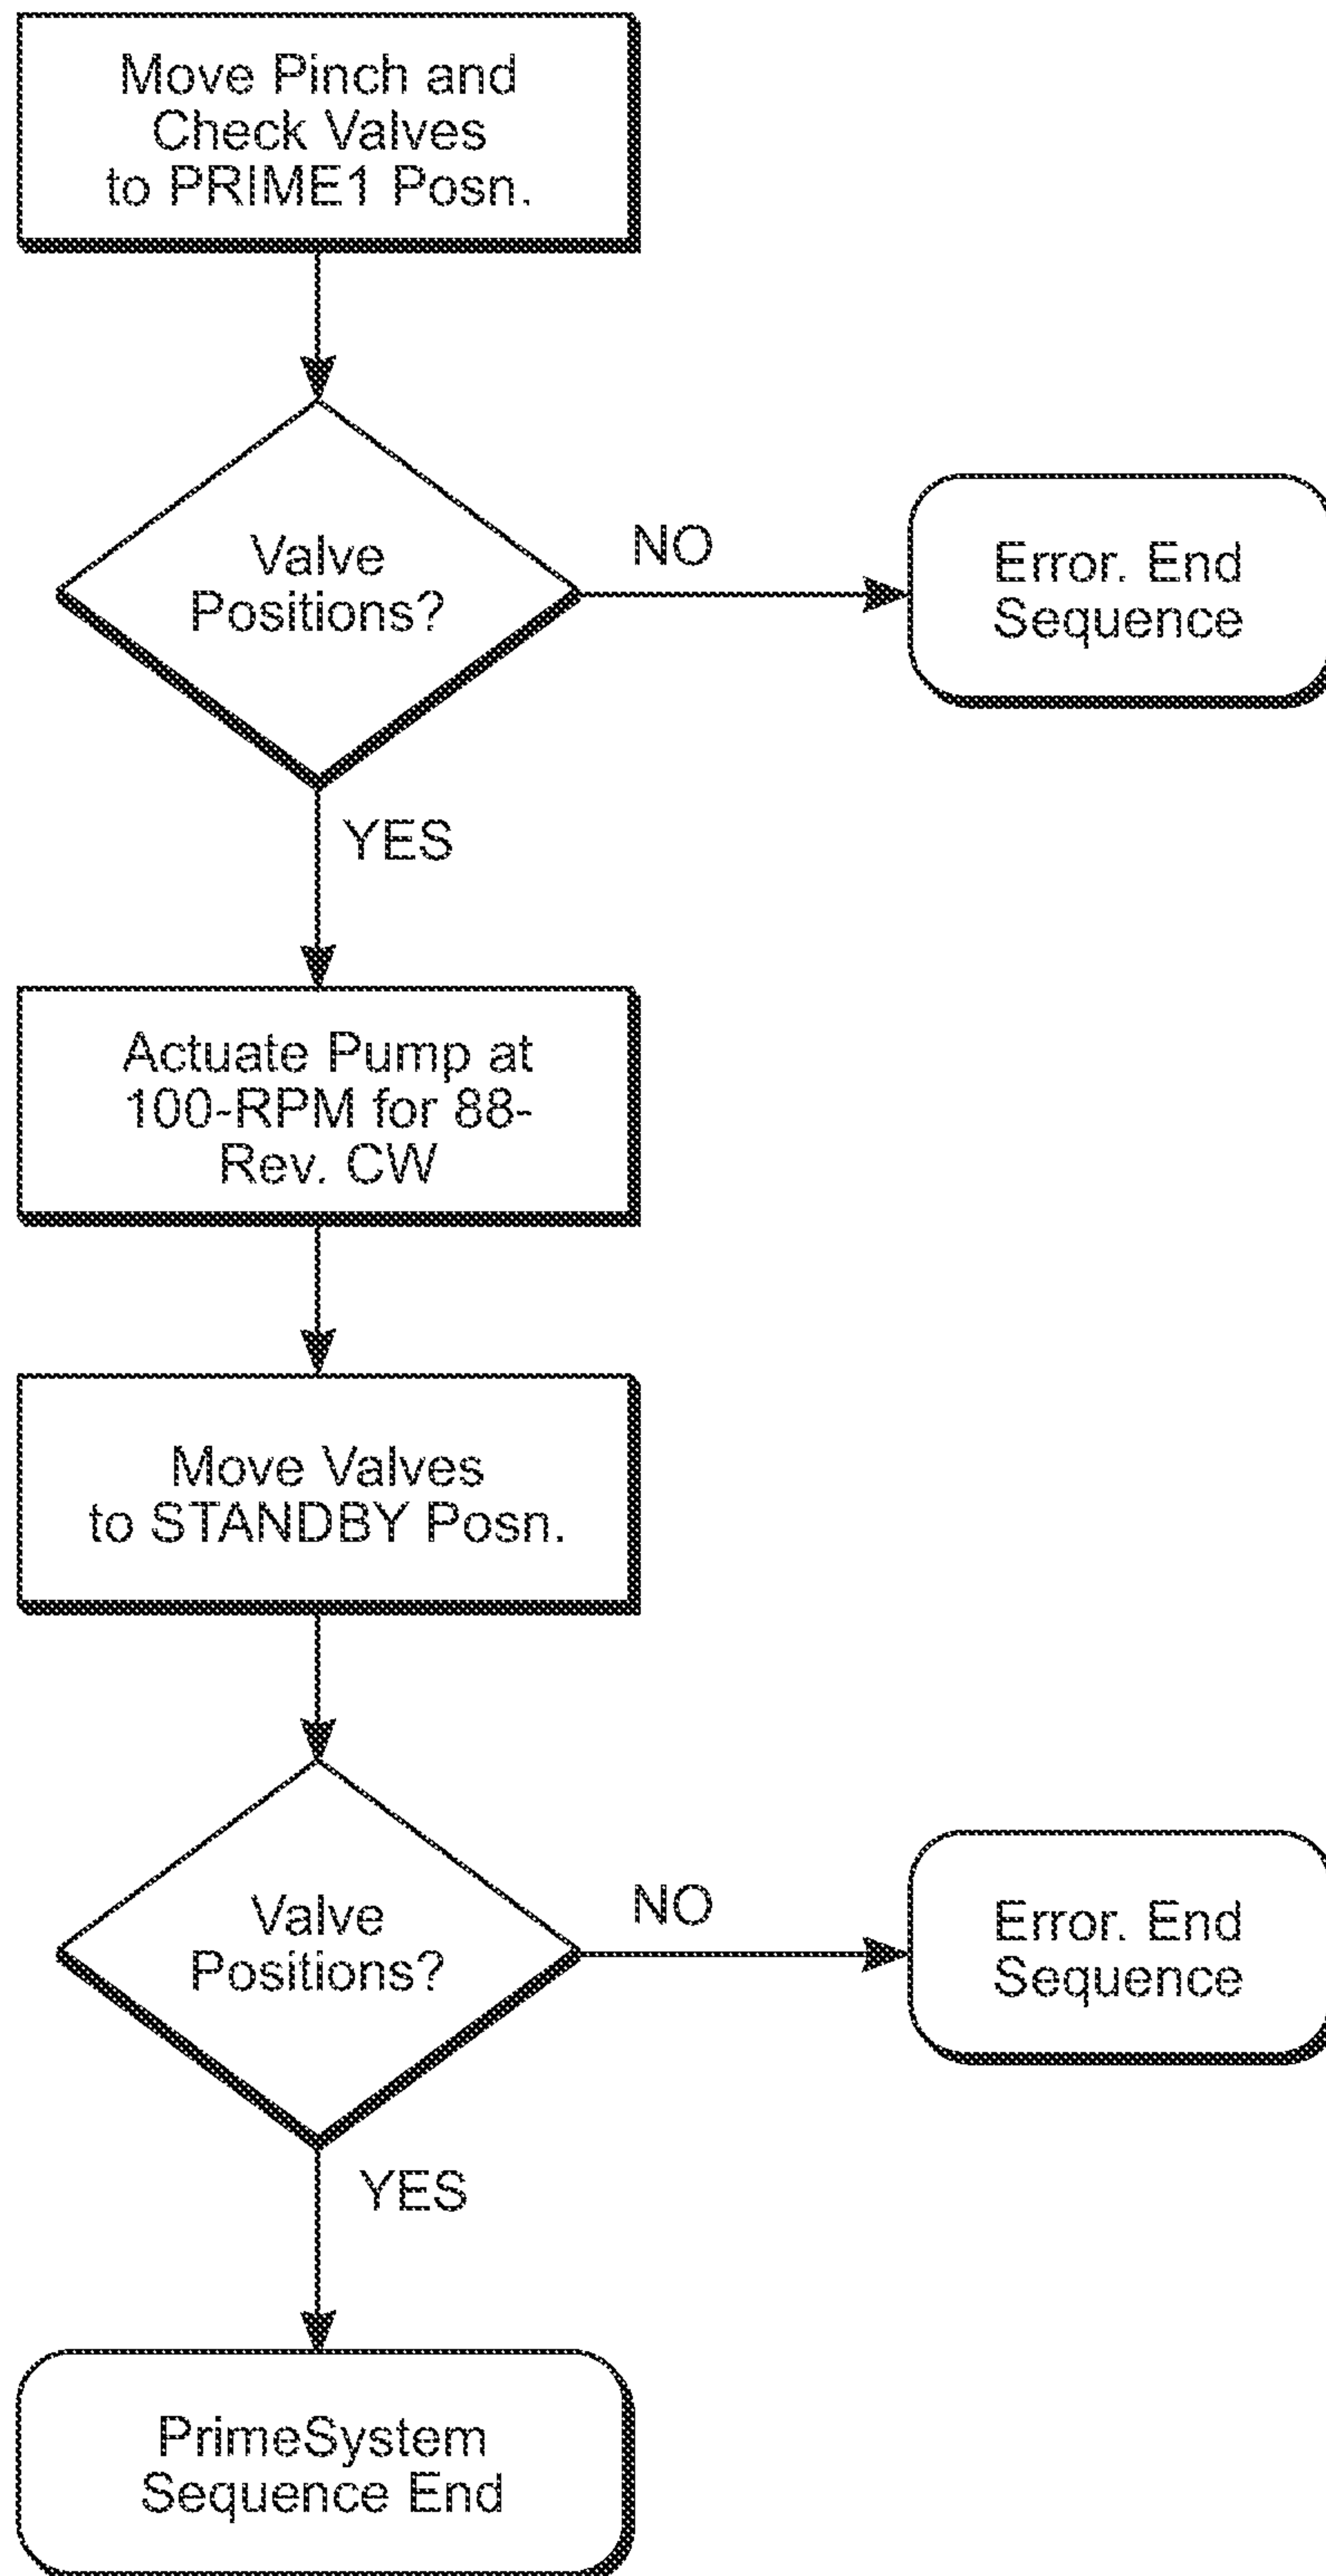 Move Pinch and
Check Valves
to PRIME1 Posn.
Valve
Positions?
NO
Error. End
Sequence
YES
Actuate Pump at
100-RPM for 88-
Rev. CW
Move Valves
to STANDBY Posn.
Valve
Positions?
NO
Error. End
Sequence
YES
PrimeSystem
Sequence End